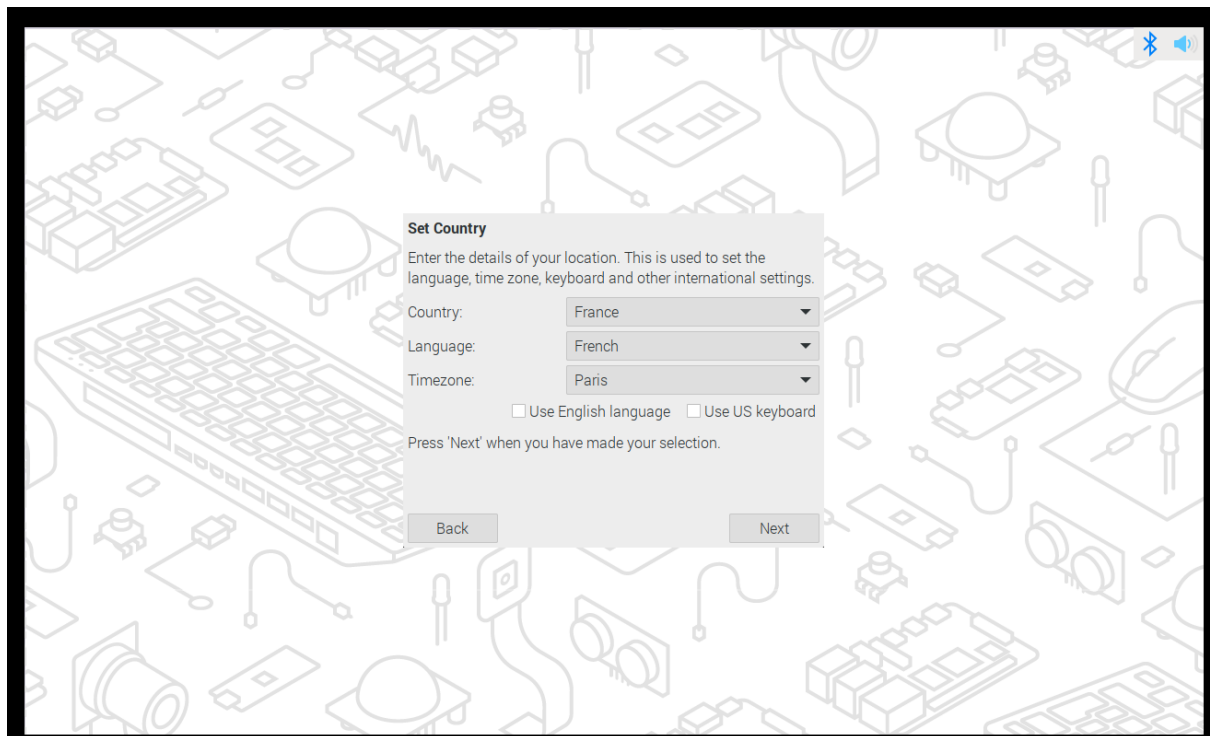 Set Country
Enter the details of your location. This is used to set the
language, time zone, keyboard and other international settings.
Country: France
Language: French
Timezone: Paris
Use English language Use US keyboard
Press 'Next' when you have made your selection.
Back Next